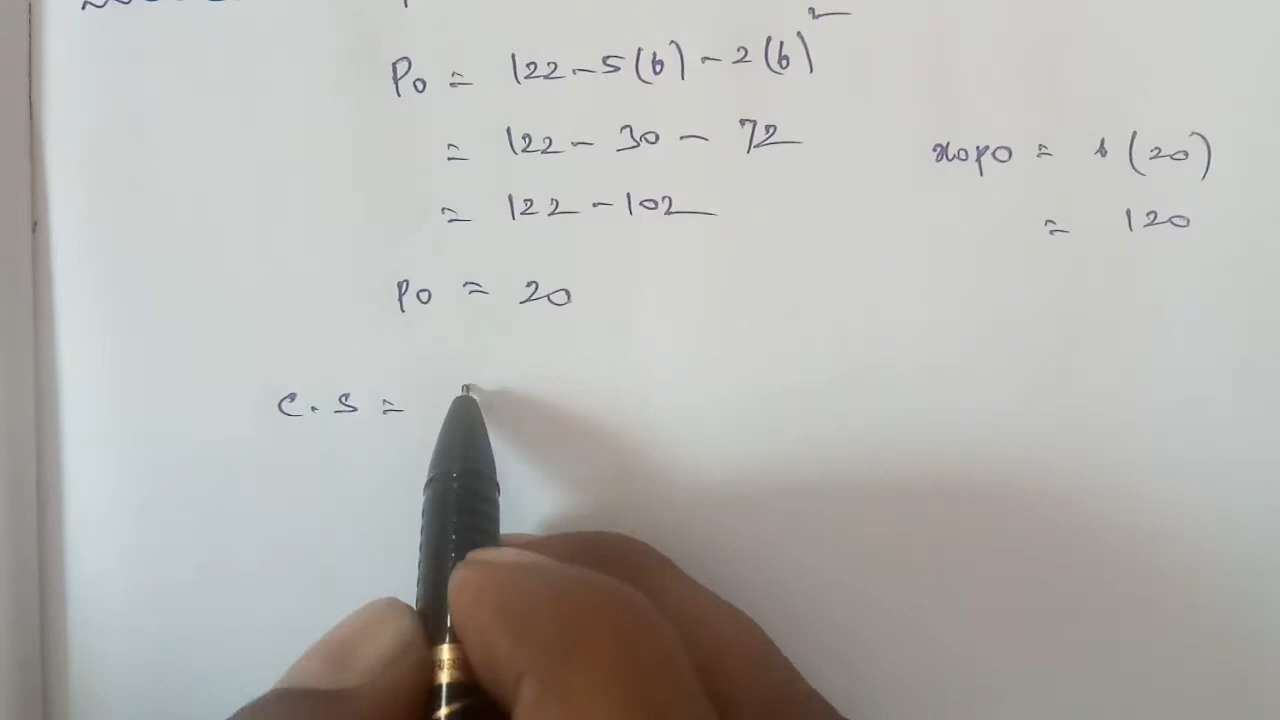 P₀ = 122 - 5(6) - 2(6)²
= 122 - 30 - 72
= 122 - 102
p₀ = 20
x₀p₀ = 6(20)
= 120
C.S =